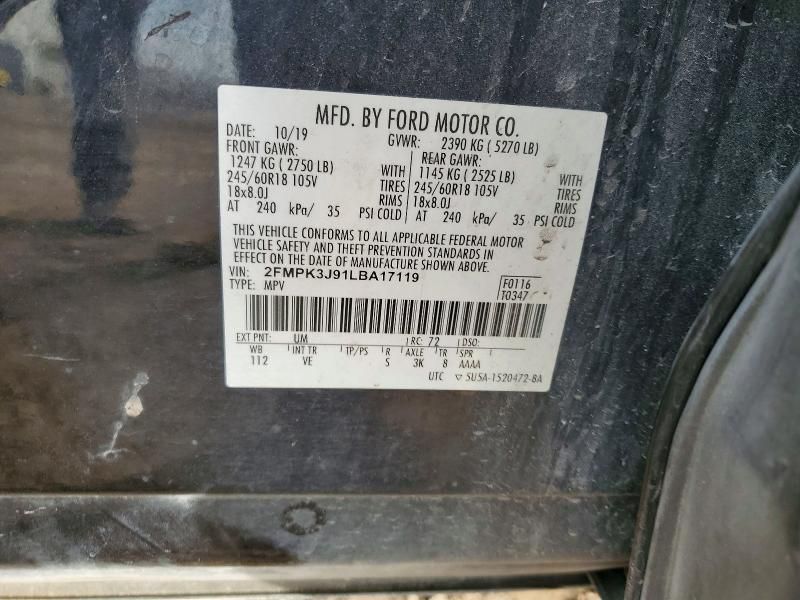 MFD. BY FORD MOTOR CO.
DATE: 10/19 GVWR: 2390 KG ( 5270 LB)
FRONT GAWR: REAR GAWR:
1247 KG ( 2750 LB) WITH 1145 KG ( 2525 LB) WITH
245/60R18 105V TIRES 245/60R18 105V TIRES
18x8.0J RIMS 18x8.0J RIMS
AT 240 kPa/ 35 PSI COLD AT 240 kPa/ 35 PSI COLD
THIS VEHICLE CONFORMS TO ALL APPLICABLE FEDERAL MOTOR
VEHICLE SAFETY AND THEFT PREVENTION STANDARDS IN
EFFECT ON THE DATE OF MANUFACTURE SHOWN ABOVE.
VIN: 2FMPK3J91LBA17119 F0116
TYPE: MPV T0347
EXT PNT: UM RC: 72 DSO:
WB INT TR TP/PS R AXLE TR SPR
112 VE S 3K 8 AAAA
UTC ▽ 5U5A-1520472-BA